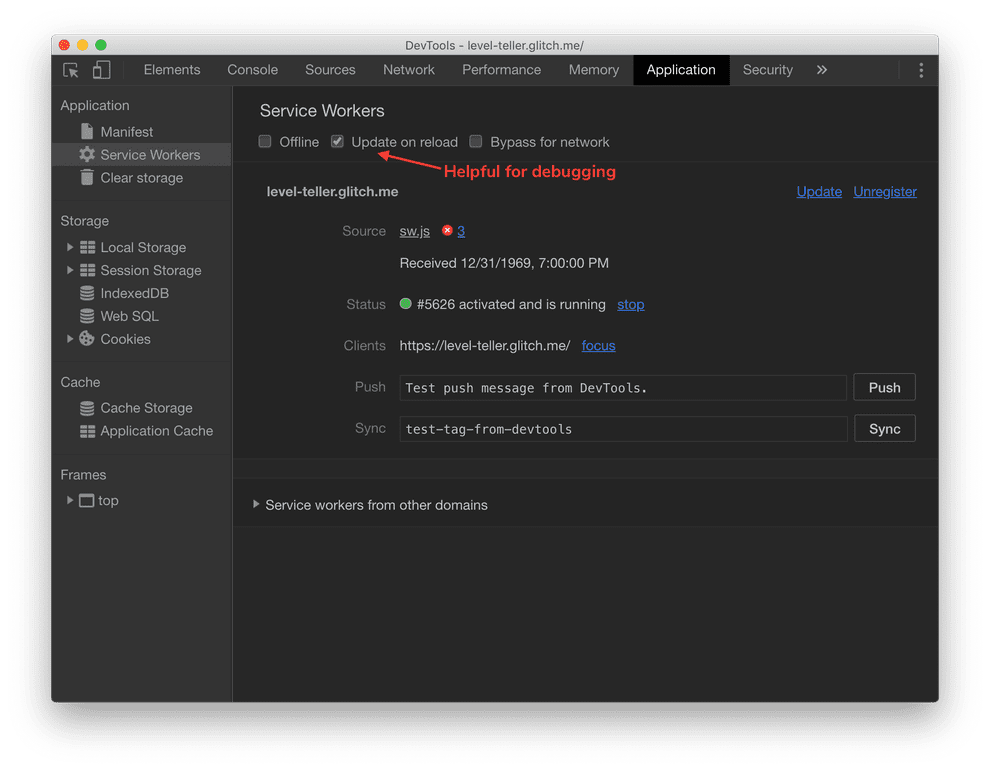 DevTools - level-teller.glitch.me/
Elements Console Sources Network Performance Memory Application Security »
Application
Manifest
Service Workers
Clear storage
Storage
Local Storage
Session Storage
IndexedDB
Web SQL
Cookies
Cache
Cache Storage
Application Cache
Frames
top
Service Workers
Offline Update on reload Bypass for network
Helpful for debugging
level-teller.glitch.me Update Unregister
Source sw.js 3
Received 12/31/1969, 7:00:00 PM
Status #5626 activated and is running stop
Clients https://level-teller.glitch.me/ focus
Push Test push message from DevTools. Push
Sync test-tag-from-devtools Sync
Service workers from other domains